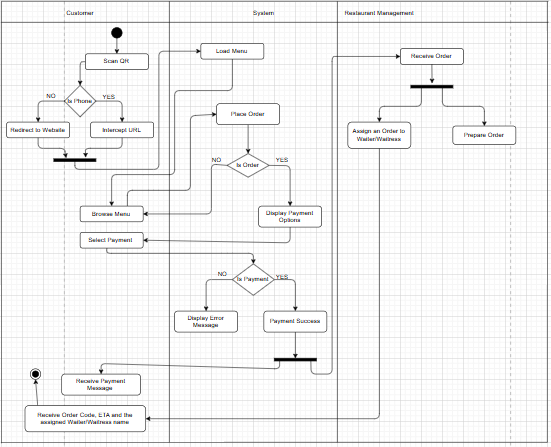 Customer
System
Restaurant Management
Scan QR
Load Menu
Receive Order
Is Phone
NO
YES
Redirect to Website
Intercept URL
Place Order
Assign an Order to
Waiter/Waitress
Prepare Order
Is Order
NO
YES
Browse Menu
Display Payment
Options
Select Payment
Is Payment
NO
YES
Display Error
Message
Payment Success
Receive Payment
Message
Receive Order Code, ETA and the
assigned Waiter/Waitress name